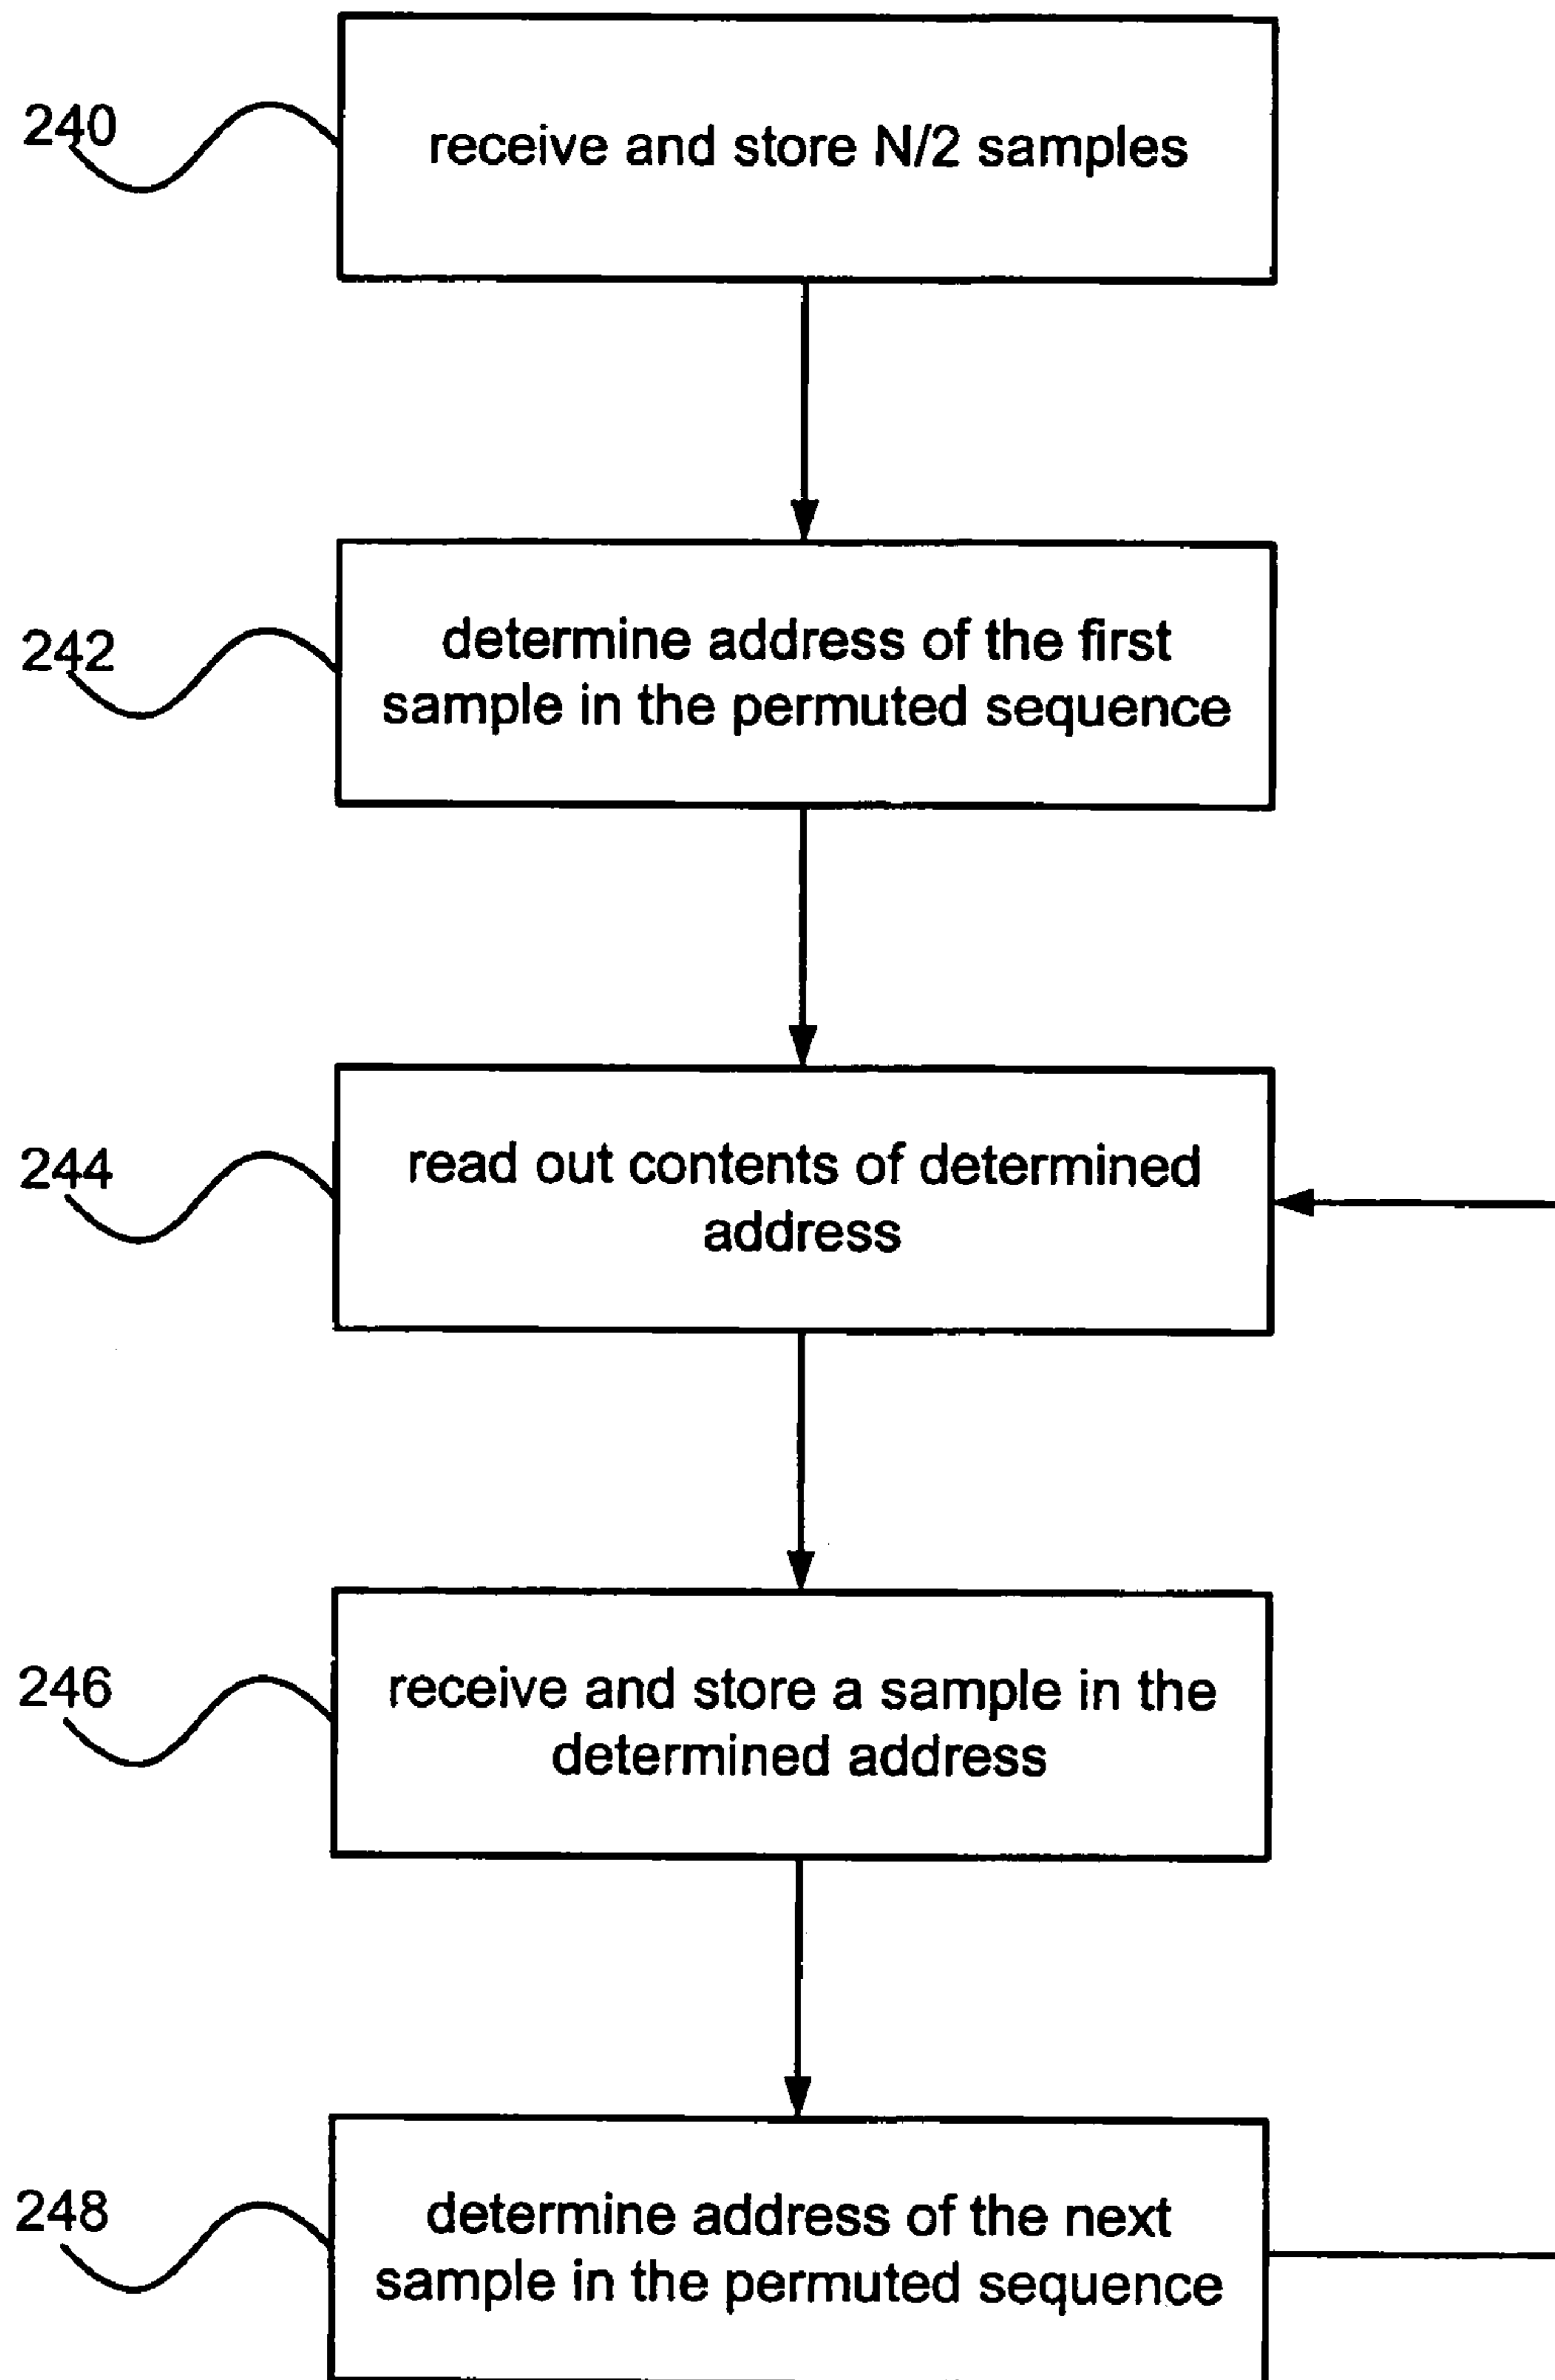 240
receive and store N/2 samples
242
determine address of the first
sample in the permuted sequence
244
read out contents of determined
address
246
receive and store a sample in the
determined address
248
determine address of the next
sample in the permuted sequence